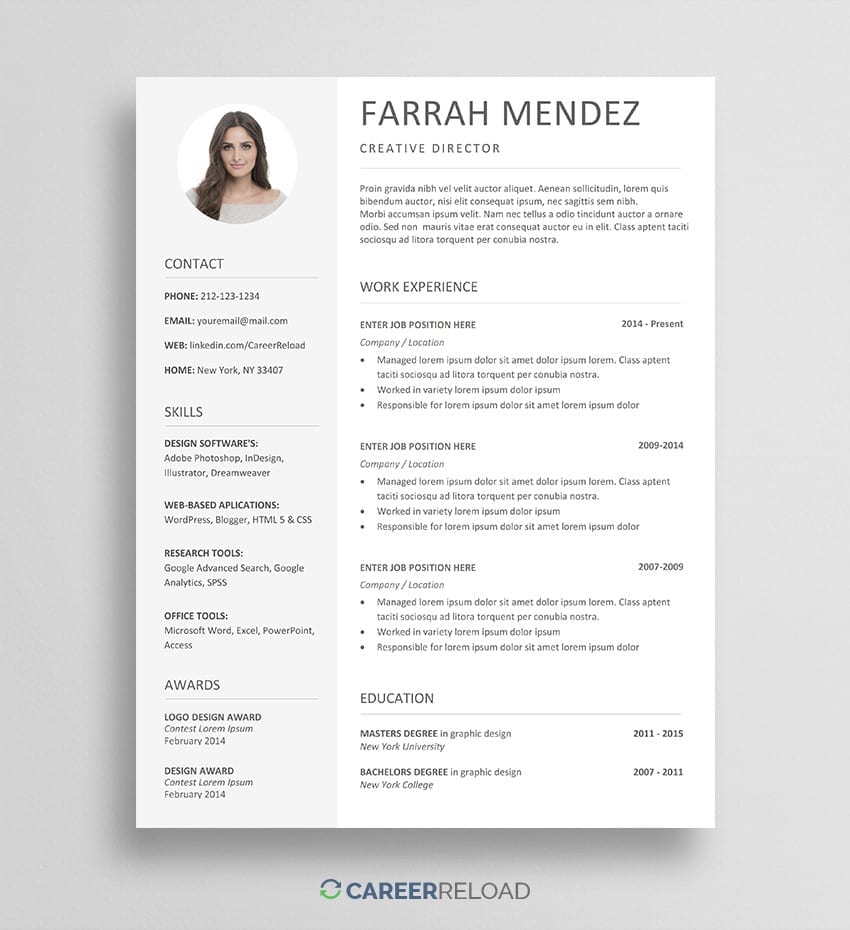 FARRAH MENDEZ
CREATIVE DIRECTOR
Proin gravida nibh vel velit auctor aliquet. Aenean sollicitudin, lorem quis
bibendum auctor, nisi elit consequat ipsum, nec sagittis sem nibh.
Morbi accumsan ipsum velit. Nam nec tellus a odio tincidunt auctor a ornare
odio. Sed non  mauris vitae erat consequat auctor eu in elit. Class aptent taciti
sociosqu ad litora torquent per conubia nostra.
CONTACT
PHONE: 212-123-1234
EMAIL: youremail@mail.com
WEB: linkedin.com/CareerReload
HOME: New York, NY 33407
SKILLS
DESIGN SOFTWARE'S:
Adobe Photoshop, InDesign,
Illustrator, Dreamweaver
WEB-BASED APLICATIONS:
WordPress, Blogger, HTML 5 & CSS
RESEARCH TOOLS:
Google Advanced Search, Google
Analytics, SPSS
OFFICE TOOLS:
Microsoft Word, Excel, PowerPoint,
Access
AWARDS
LOGO DESIGN AWARD
Contest Lorem Ipsum
February 2014
DESIGN AWARD
Contest Lorem Ipsum
February 2014
WORK EXPERIENCE
ENTER JOB POSITION HERE 2014 - Present
Company / Location
• Managed lorem ipsum dolor sit amet dolor ipsum lorem. Class aptent
taciti sociosqu ad litora torquent per conubia nostra.
• Worked in variety lorem ipsum dolor ipsum
• Responsible for lorem ipsum dolor sit amet lorem ipsum dolor
ENTER JOB POSITION HERE 2009-2014
Company / Location
• Managed lorem ipsum dolor sit amet dolor ipsum lorem. Class aptent
taciti sociosqu ad litora torquent per conubia nostra.
• Worked in variety lorem ipsum dolor ipsum
• Responsible for lorem ipsum dolor sit amet lorem ipsum dolor
ENTER JOB POSITION HERE 2007-2009
Company / Location
• Managed lorem ipsum dolor sit amet dolor ipsum lorem. Class aptent
taciti sociosqu ad litora torquent per conubia nostra.
• Worked in variety lorem ipsum dolor ipsum
• Responsible for lorem ipsum dolor sit amet lorem ipsum dolor
EDUCATION
MASTERS DEGREE in graphic design 2011 - 2015
New York University
BACHELORS DEGREE in graphic design 2007 - 2011
New York College
CAREERRELOAD